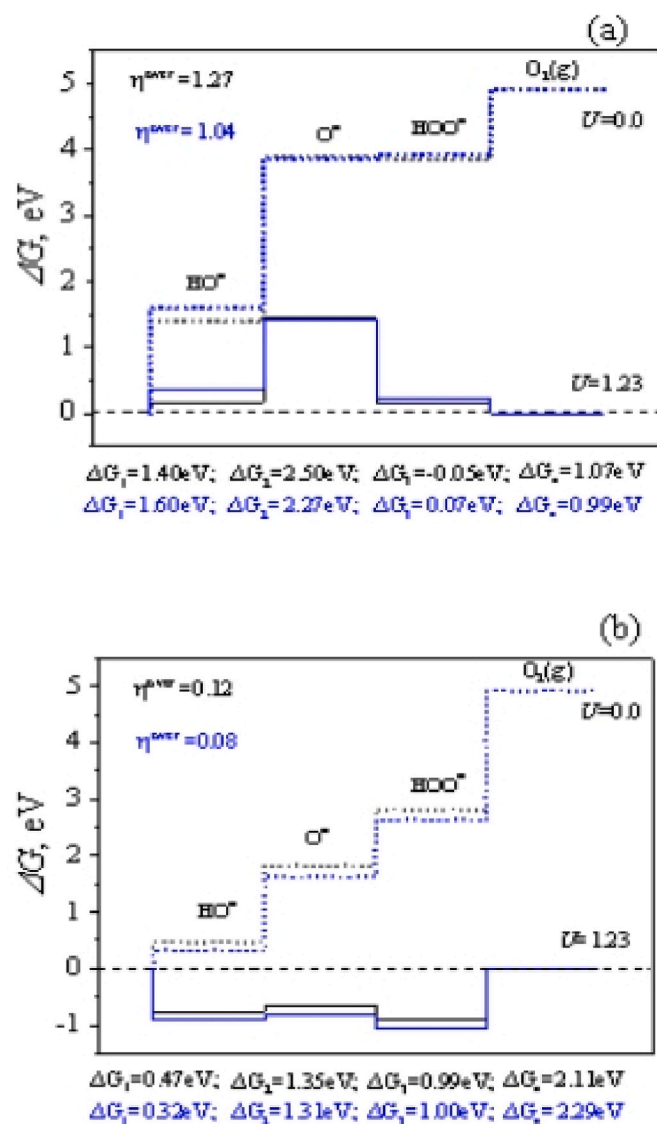 (a)
η^over =1.27
O₂(g)
η^over = 1.04
O*
HOO*
U=0.0
HO*
U=1.23
ΔG, eV
5
4
3
2
1
0
ΔG₁=1.40eV; ΔG₂=2.50eV; ΔG₃=-0.05eV; ΔG₄=1.07eV
ΔG₁=1.60eV; ΔG₂=2.27eV; ΔG₃=0.07eV; ΔG₄=0.99eV
(b)
η^over =0.12
O₂(g)
U=0.0
η^over =0.08
HOO*
O*
HO*
U=1.23
ΔG, eV
5
4
3
2
1
0
-1
ΔG₁=0.47eV; ΔG₂=1.35eV; ΔG₃=0.99eV; ΔG₄=2.11eV
ΔG₁=0.32eV; ΔG₂=1.31eV; ΔG₃=1.00eV; ΔG₄=2.29eV